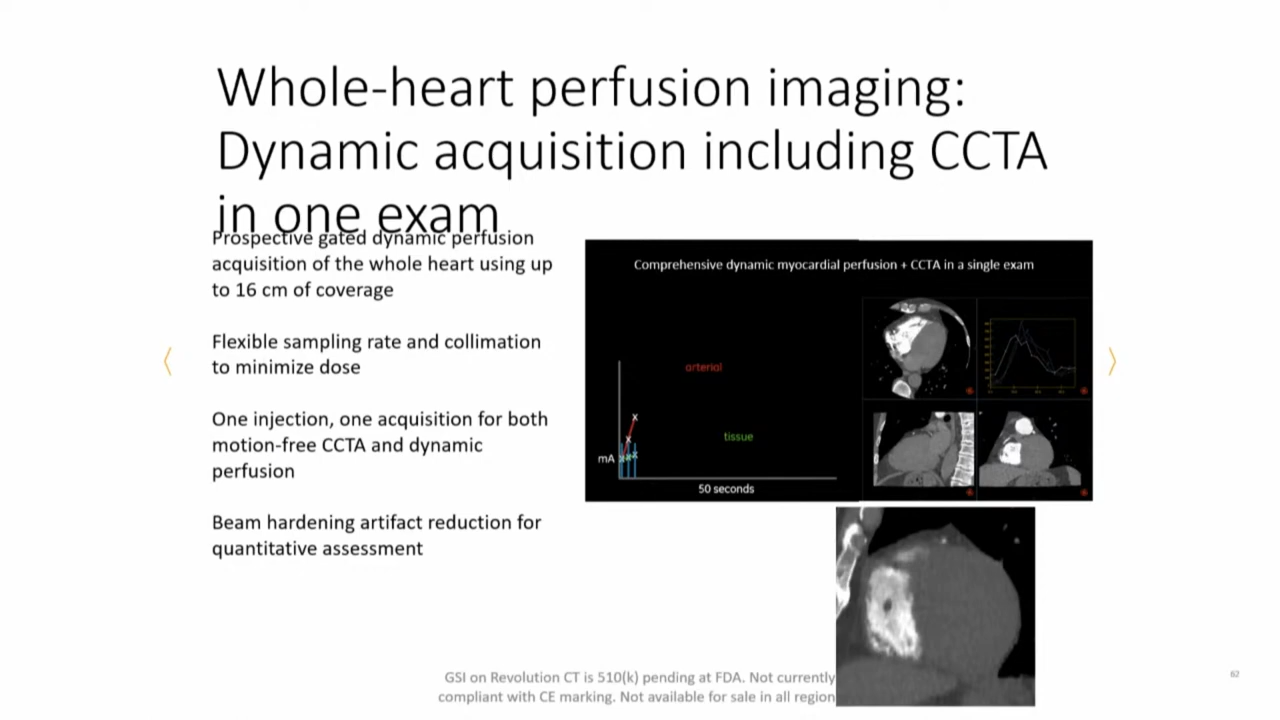 Whole-heart perfusion imaging:
Dynamic acquisition including CCTA
in one exam
Prospective gated dynamic perfusion
acquisition of the whole heart using up
to 16 cm of coverage
Flexible sampling rate and collimation
to minimize dose
One injection, one acquisition for both
motion-free CCTA and dynamic
perfusion
Beam hardening artifact reduction for
quantitative assessment
Comprehensive dynamic myocardial perfusion + CCTA in a single exam
arterial
tissue
mA
50 seconds
GSI on Revolution CT is 510(k) pending at FDA. Not currently
compliant with CE marking. Not available for sale in all region
62